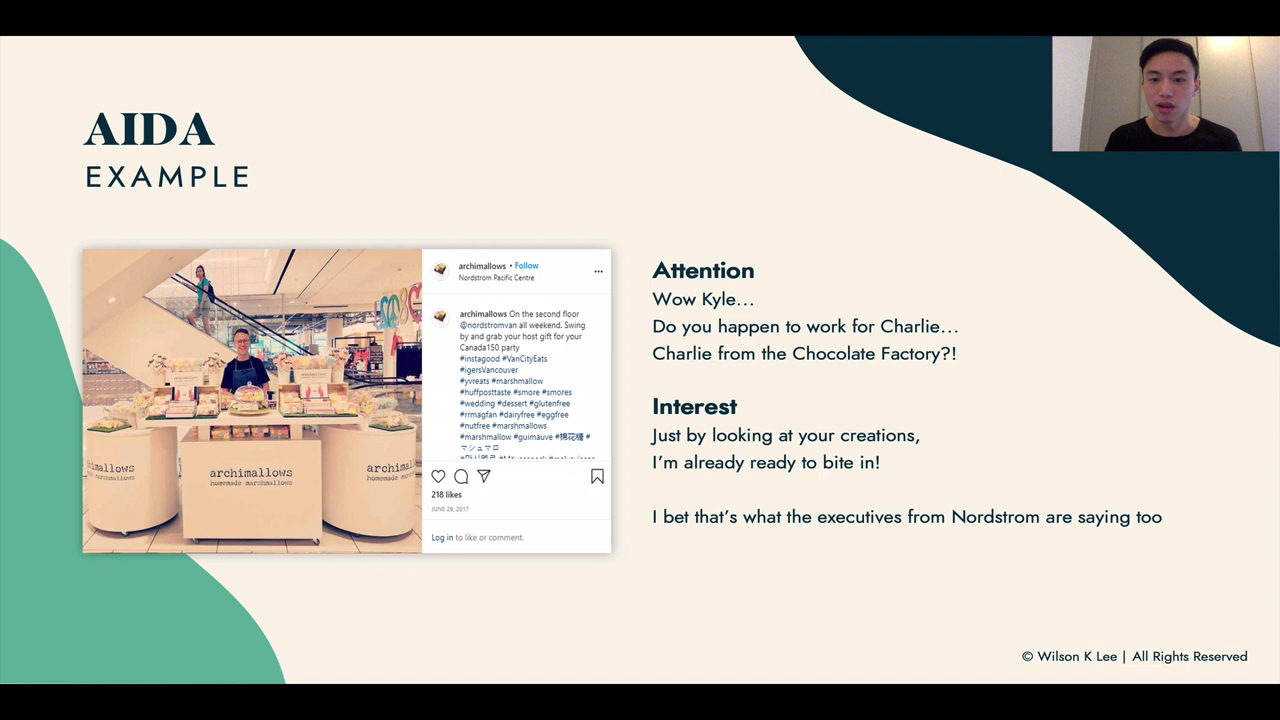 AIDA
EXAMPLE
archimallows
homemade marshmallows
archimallows • Follow
Nordstrom Pacific Centre
archimallows On the second floor
@nordstromvan all weekend. Swing
by and grab your host gift for your
Canada150 party
#instagood #VanCityEats
#igersVancouver
#yvreats #marshmallow
#huffposttaste #smore #smores
#wedding #dessert #glutenfree
#rrmagfan #dairyfree #eggfree
#nutfree #marshmallows
#marshmallow #guimauve #棉花糖 #
マシュマロ
218 likes
JUNE 29, 2017
Log in to like or comment.
Attention
Wow Kyle...
Do you happen to work for Charlie...
Charlie from the Chocolate Factory?!
Interest
Just by looking at your creations,
I'm already ready to bite in!
I bet that's what the executives from Nordstrom are saying too
© Wilson K Lee | All Rights Reserved